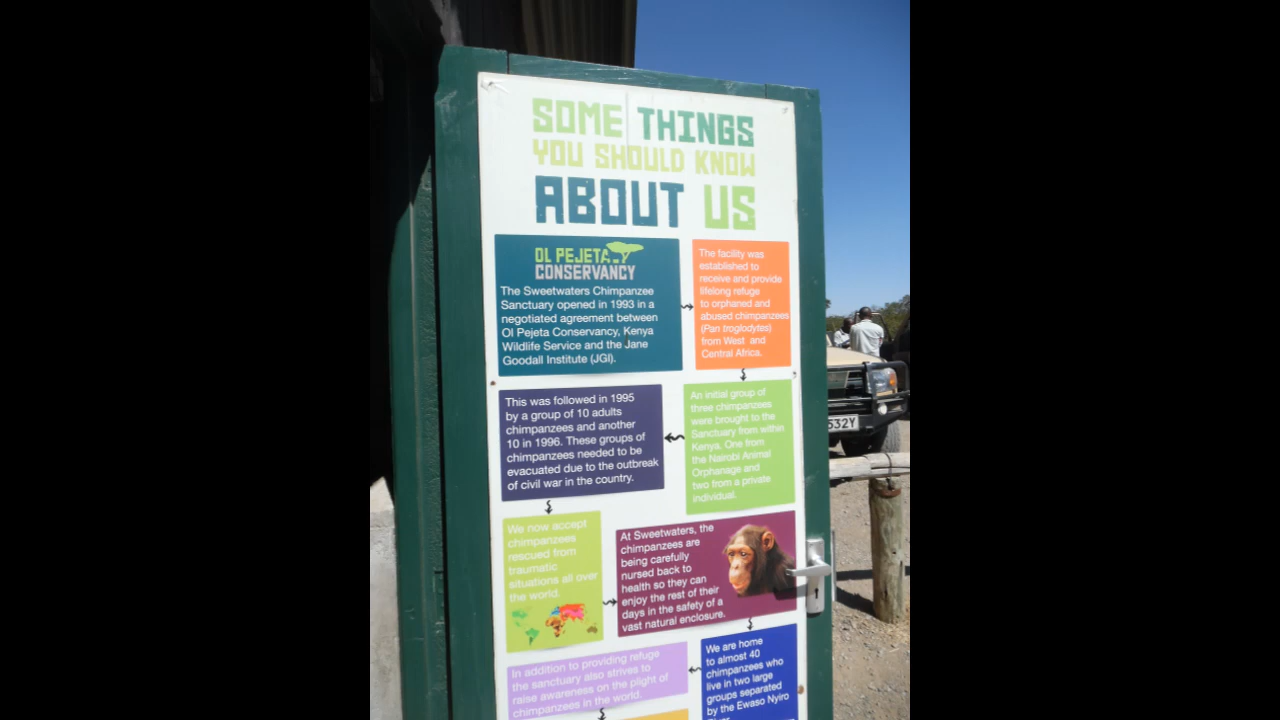 SOME THINGS
YOU SHOULD KNOW
ABOUT US
OL PEJETA
CONSERVANCY
The Sweetwaters Chimpanzee
Sanctuary opened in 1993 in a
negotiated agreement between
Ol Pejeta Conservancy, Kenya
Wildlife Service and the Jane
Goodall Institute (JGI).
The facility was
established to
receive and provide
lifelong refuge
to orphaned and
abused chimpanzees
(Pan troglodytes)
from West and
Central Africa.
An initial group of
three chimpanzees
were brought to the
Sanctuary from within
Kenya. One from
the Nairobi Animal
Orphanage and
two from a private
individual.
This was followed in 1995
by a group of 10 adults
chimpanzees and another
10 in 1996. These groups of
chimpanzees needed to be
evacuated due to the outbreak
of civil war in the country.
We now accept
chimpanzees
rescued from
traumatic
situations all over
the world.
At Sweetwaters, the
chimpanzees are
being carefully
nursed back to
health so they can
enjoy the rest of their
days in the safety of a
vast natural enclosure.
We are home
to almost 40
chimpanzees who
live in two large
groups separated
by the Ewaso Nyiro
River.
In addition to providing refuge
the sanctuary also strives to
raise awareness on the plight of
chimpanzees in the world.
532Y